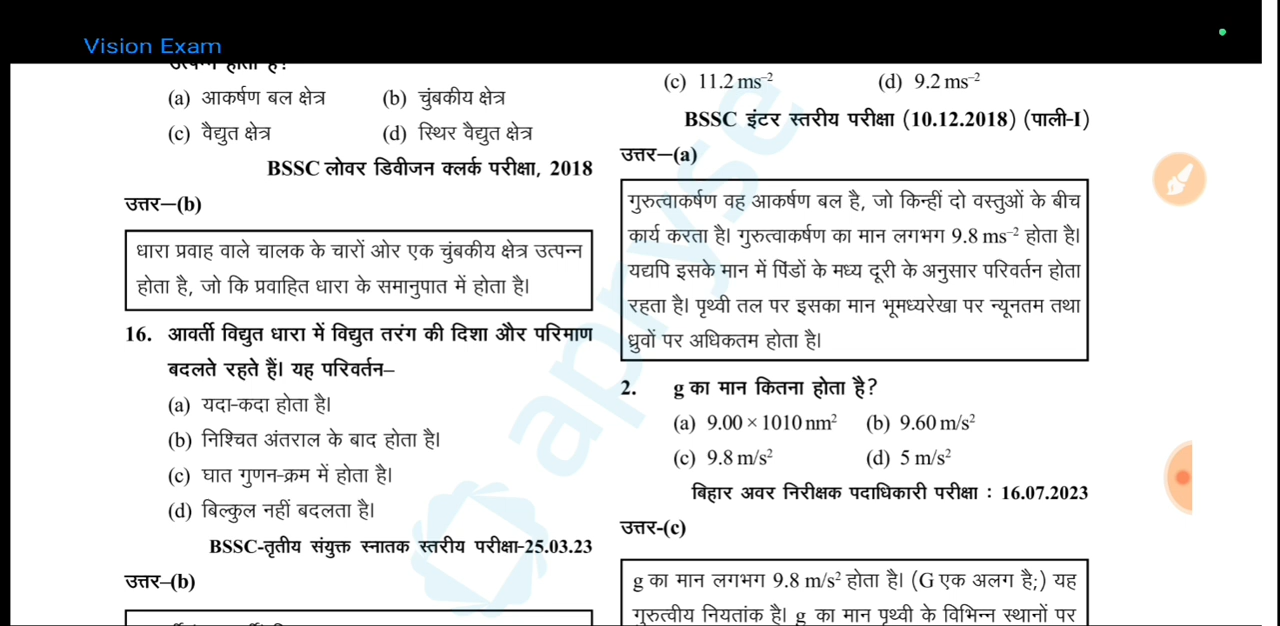 Vision Exam
उत्पन्न होता है?
(a) आकर्षण बल क्षेत्र (b) चुंबकीय क्षेत्र
(c) वैद्युत क्षेत्र (d) स्थिर वैद्युत क्षेत्र
BSSC लोवर डिवीजन क्लर्क परीक्षा, 2018
उत्तर–(b)
धारा प्रवाह वाले चालक के चारों ओर एक चुंबकीय क्षेत्र उत्पन्न
होता है, जो कि प्रवाहित धारा के समानुपात में होता है।
16. आवर्ती विद्युत धारा में विद्युत तरंग की दिशा और परिमाण
बदलते रहते हैं। यह परिवर्तन–
(a) यदा-कदा होता है।
(b) निश्चित अंतराल के बाद होता है।
(c) घात गुणन-क्रम में होता है।
(d) बिल्कुल नहीं बदलता है।
BSSC-तृतीय संयुक्त स्नातक स्तरीय परीक्षा-25.03.23
उत्तर–(b)
(c) 11.2 ms⁻² (d) 9.2 ms⁻²
BSSC इंटर स्तरीय परीक्षा (10.12.2018) (पाली-I)
उत्तर–(a)
गुरुत्वाकर्षण वह आकर्षण बल है, जो किन्हीं दो वस्तुओं के बीच
कार्य करता है। गुरुत्वाकर्षण का मान लगभग 9.8 ms⁻² होता है।
यद्यपि इसके मान में पिंडों के मध्य दूरी के अनुसार परिवर्तन होता
रहता है। पृथ्वी तल पर इसका मान भूमध्यरेखा पर न्यूनतम तथा
ध्रुवों पर अधिकतम होता है।
2. g का मान कितना होता है?
(a) 9.00 × 1010 nm² (b) 9.60 m/s²
(c) 9.8 m/s² (d) 5 m/s²
बिहार अवर निरीक्षक पदाधिकारी परीक्षा : 16.07.2023
उत्तर-(c)
g का मान लगभग 9.8 m/s² होता है। (G एक अलग है;) यह
गुरुत्वीय नियतांक है। g का मान पृथ्वी के विभिन्न स्थानों पर
apryse